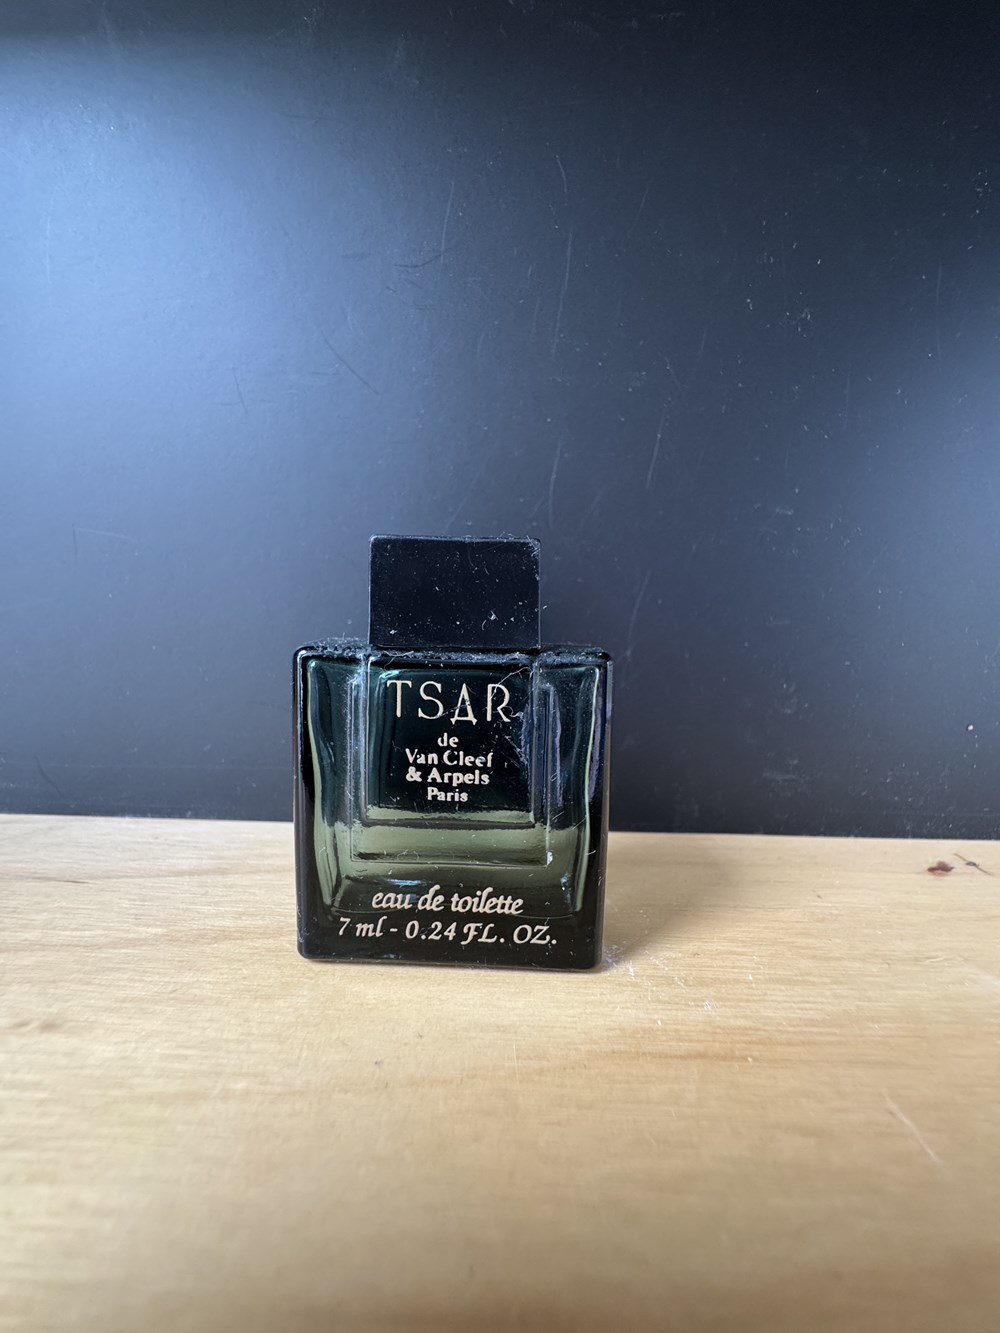 TSAR
de
Van Cleef
& Arpels
Paris
eau de toilette
7 ml - 0.24 FL. OZ.